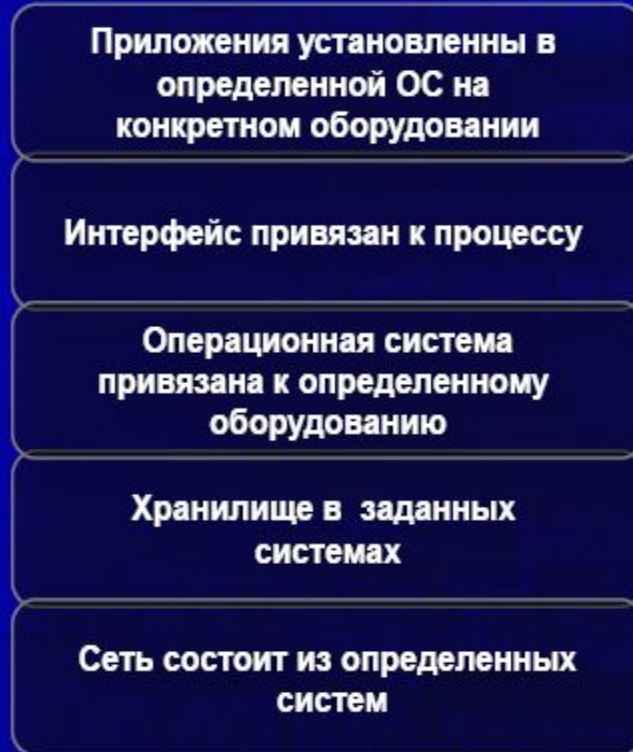 Приложения установленны в
определенной ОС на
конкретном оборудовании
Интерфейс привязан к процессу
Операционная система
привязана к определенному
оборудованию
Хранилище в заданных
системах
Сеть состоит из определенных
систем